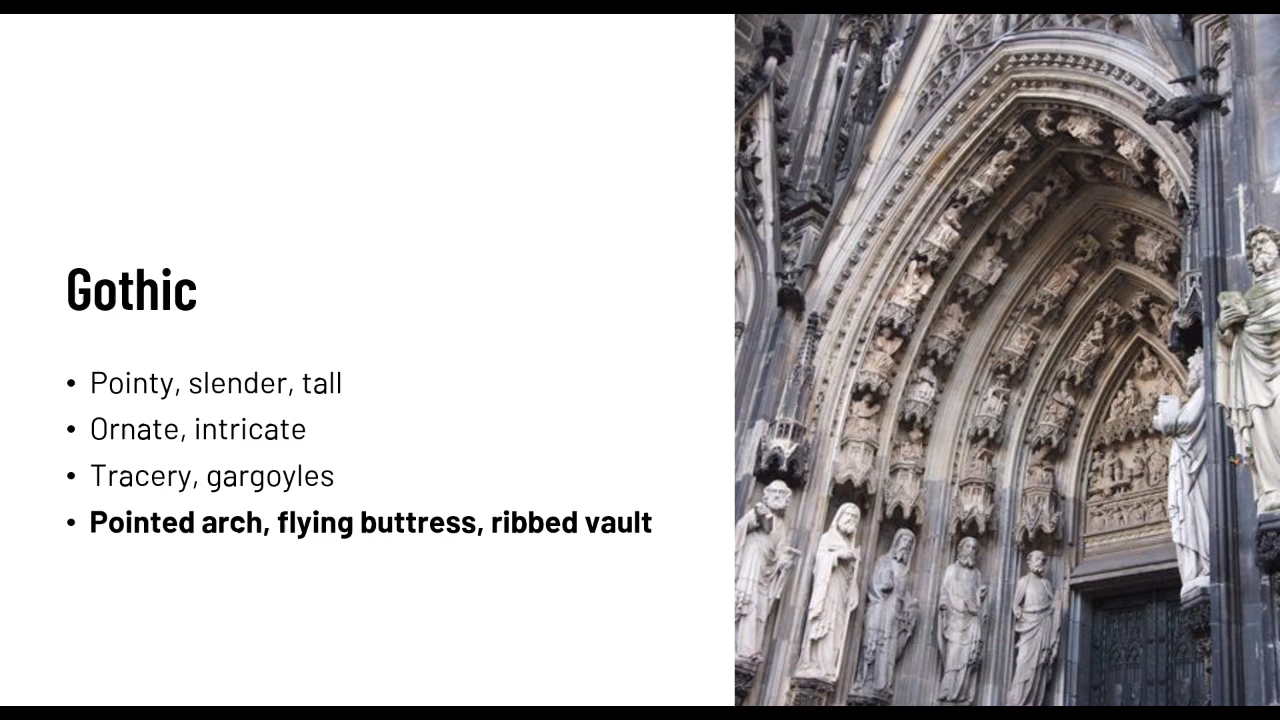 Gothic
• Pointy, slender, tall
• Ornate, intricate
• Tracery, gargoyles
• Pointed arch, flying buttress, ribbed vault